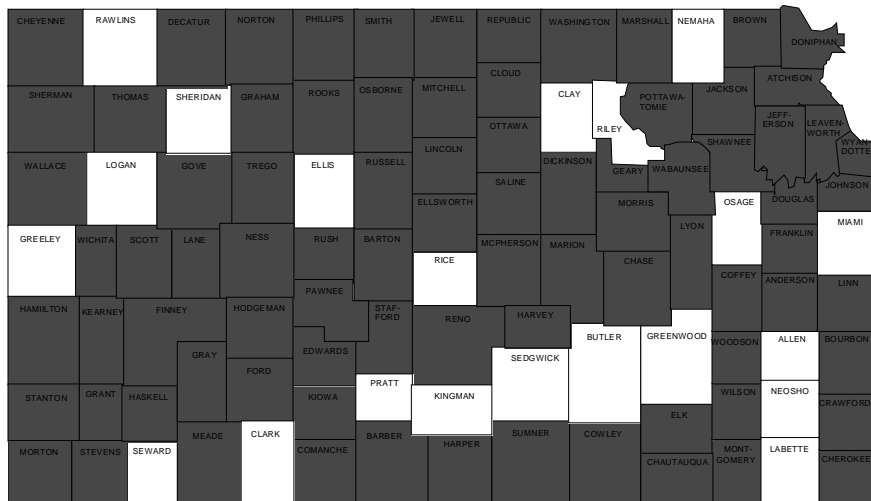 CHEYENNE
RAWLINS
DECATUR
NORTON
PHILLIPS
SMITH
JEWELL
REPUBLIC
WASHINGTON
MARSHALL
NEMAHA
BROWN
DONIPHAN
SHERMAN
THOMAS
SHERIDAN
GRAHAM
ROOKS
OSBORNE
MITCHELL
CLOUD
CLAY
RILEY
POTTAWA-
TOMIE
JACKSON
ATCHISON
JEFF-
ERSON
LEAVEN-
WORTH
WYAN
DOTTE
OTTAWA
LINCOLN
WALLACE
LOGAN
GOVE
TREGO
ELLIS
RUSSELL
DICKINSON
GEARY
WABAUNSEE
SHAWNEE
DOUGLAS
JOHNSON
SALINE
ELLSWORTH
MORRIS
OSAGE
GREELEY
WICHITA
SCOTT
LANE
NESS
RUSH
BARTON
RICE
MCPHERSON
MARION
CHASE
LYON
FRANKLIN
MIAMI
COFFEY
ANDERSON
LINN
HAMIILTON
KEARNEY
FINNEY
HODGEMAN
PAWNEE
STAF-
FORD
RENO
HARVEY
BUTLER
GREENWOOD
WOODSON
ALLEN
BOURBON
GRAY
FORD
EDWARDS
SEDGWICK
STANTON
GRANT
HASKELL
KIOWA
PRATT
KINGMAN
WILSON
NEOSHO
CRAWFORD
ELK
MORTON
STEVENS
SEWARD
MEADE
CLARK
COMANCHE
BARBER
HARPER
SUMNER
COWLEY
CHAUTAUQUA
MONT-
GOMERY
LABETTE
CHEROKEE